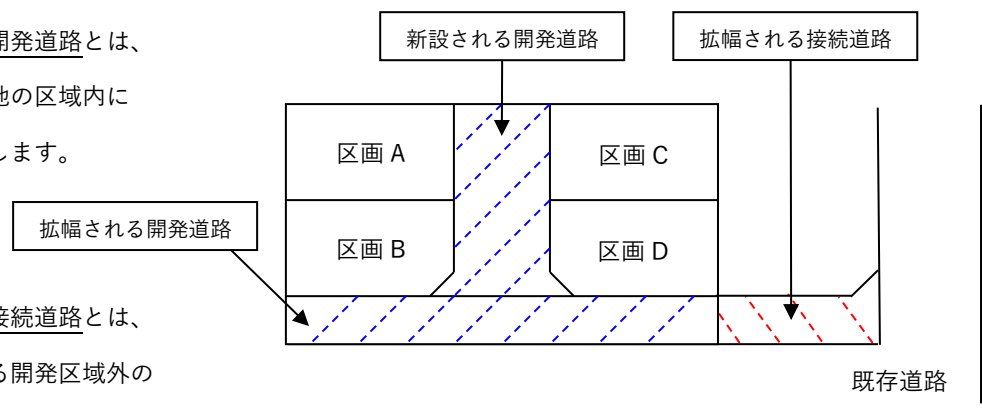 開発道路とは、
地の区域内に
します。
接続道路とは、
る開発区域外の
新設される開発道路
拡幅される接続道路
区画 A
区画 C
拡幅される開発道路
区画 B
区画 D
既存道路